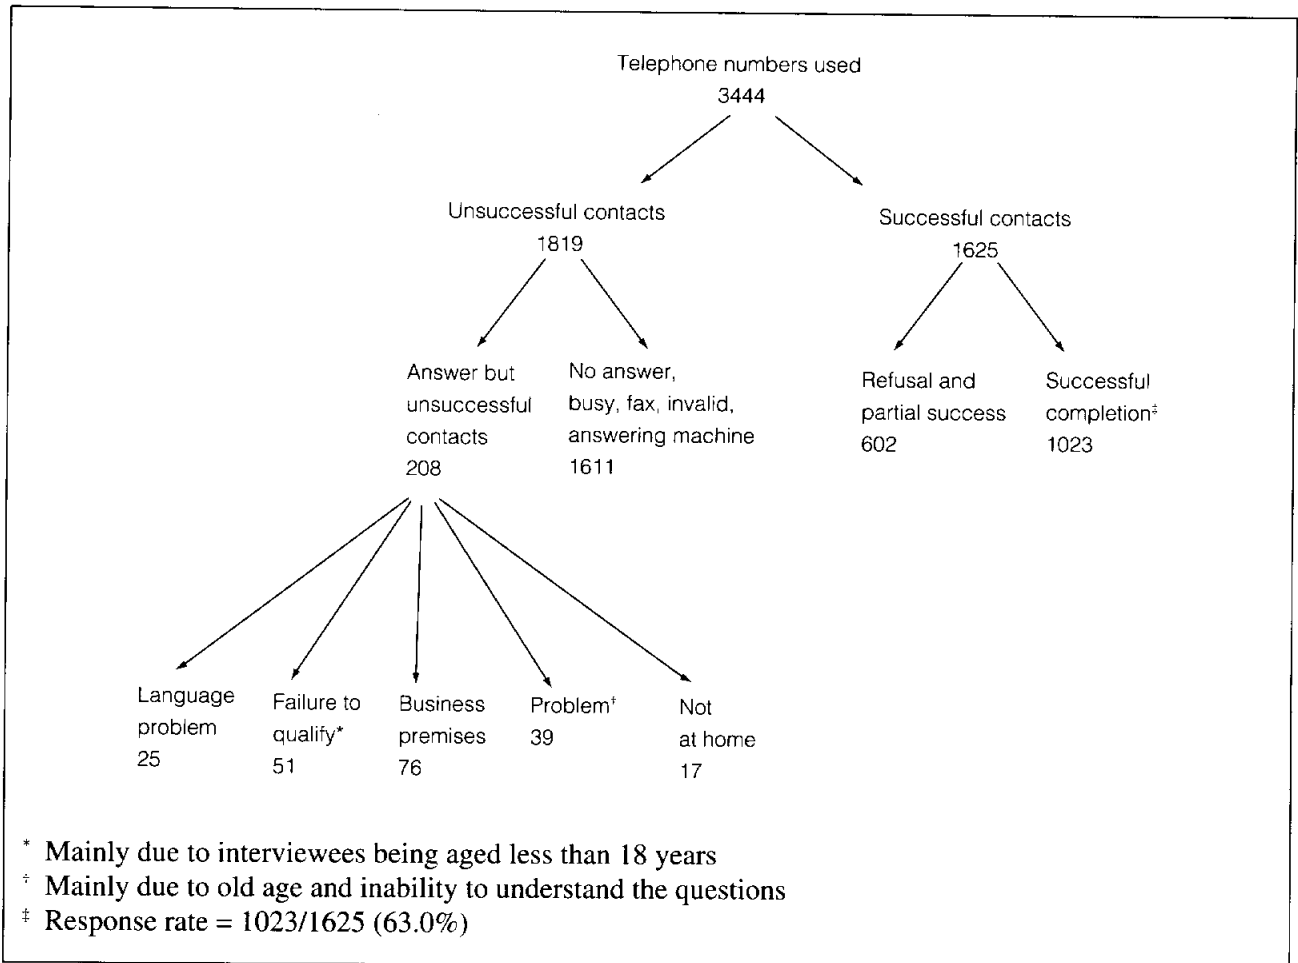 Telephone numbers used
3444
Unsuccessful contacts
1819
Successful contacts
1625
Answer but
unsuccessful
contacts
208
No answer,
busy, fax, invalid,
answering machine
1611
Refusal and
partial success
602
Successful
completion‡
1023
Language
problem
25
Failure to
qualify*
51
Business
premises
76
Problem†
39
Not
at home
17
* Mainly due to interviewees being aged less than 18 years
† Mainly due to old age and inability to understand the questions
‡ Response rate = 1023/1625 (63.0%)